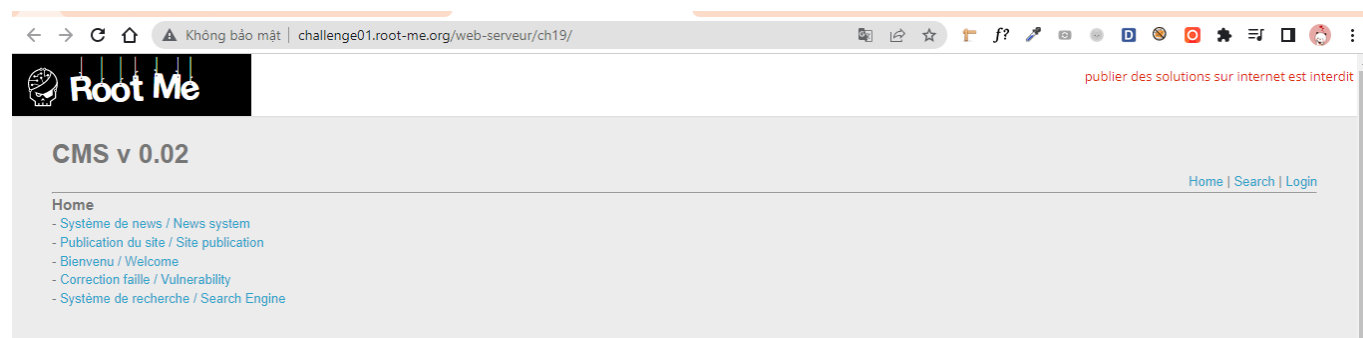 Không bảo mật | challenge01.root-me.org/web-serveur/ch19/
Root Me
publier des solutions sur internet est interdit
CMS v 0.02
Home | Search | Login
Home
- Système de news / News system
- Publication du site / Site publication
- Bienvenu / Welcome
- Correction faille / Vulnerability
- Système de recherche / Search Engine